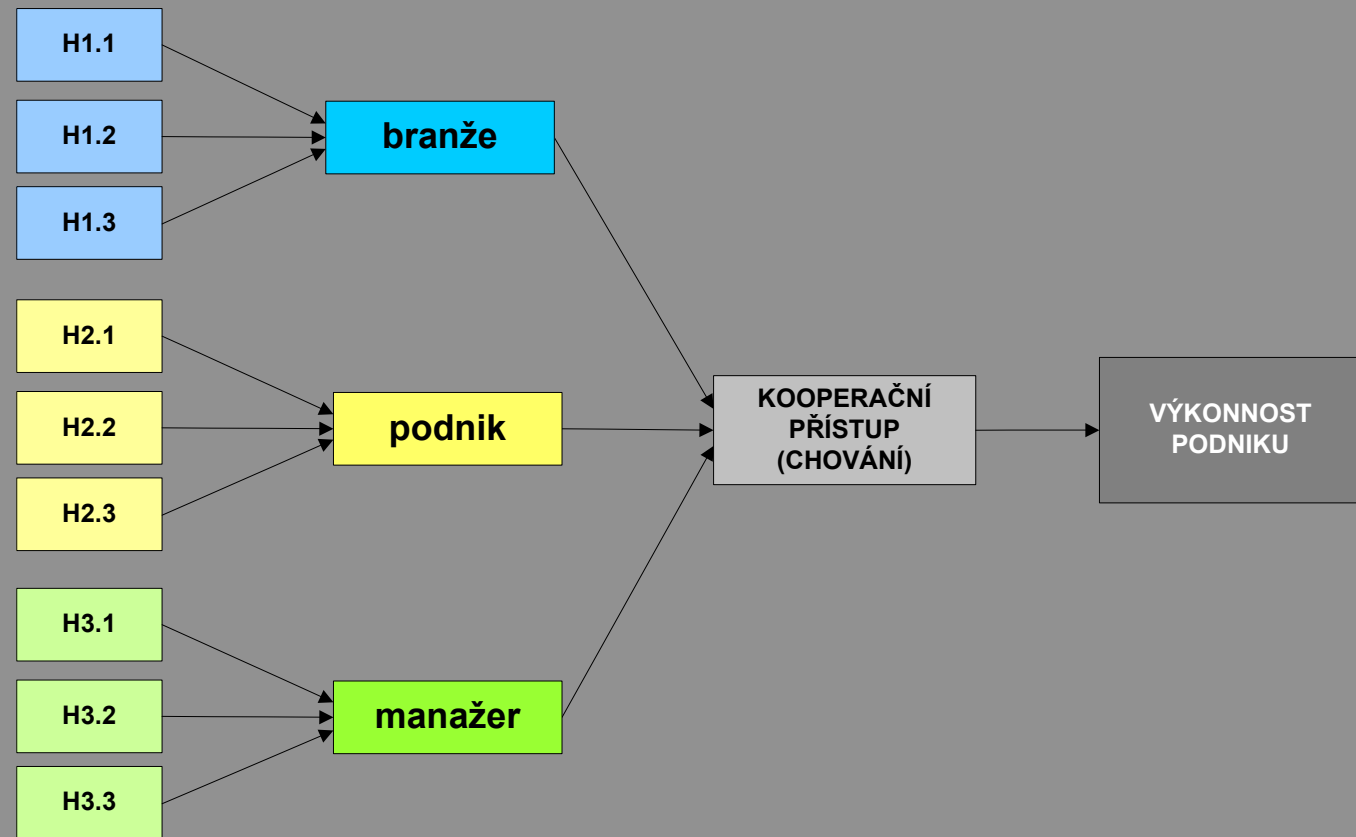 H1.1
H1.2
H1.3
branže
H2.1
H2.2
H2.3
podnik
H3.1
H3.2
H3.3
manažer
KOOPERAČNÍ
PŘÍSTUP
(CHOVÁNÍ)
VÝKONNOST
PODNIKU